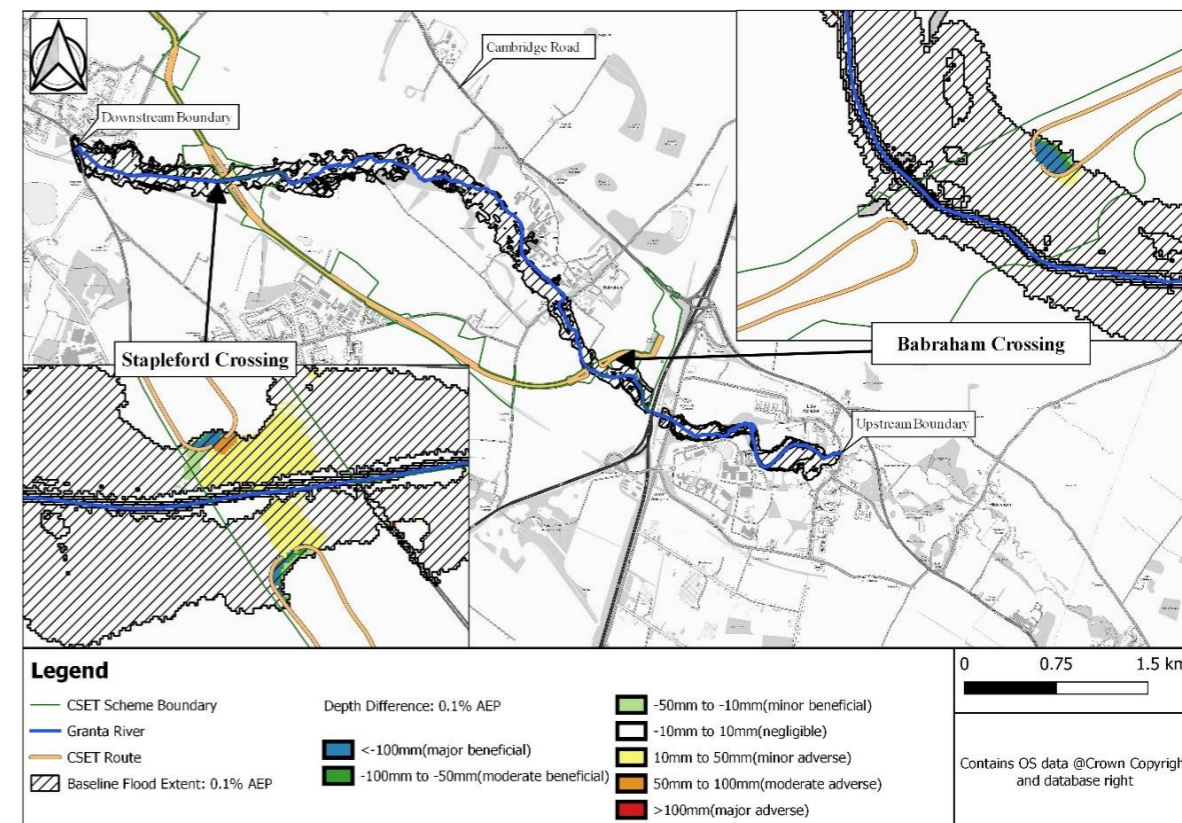 Cambridge Road
Downstream Boundary
Stapleford Crossing
Babraham Crossing
Upstream Boundary
Legend
CSET Scheme Boundary
Granta River
CSET Route
Baseline Flood Extent: 0.1% AEP
Depth Difference: 0.1% AEP
<-100mm(major beneficial)
-100mm to -50mm(moderate beneficial)
-50mm to -10mm(minor beneficial)
-10mm to 10mm(negligible)
10mm to 50mm(minor adverse)
50mm to 100mm(moderate adverse)
>100mm(major adverse)
0 0.75 1.5 km
Contains OS data @Crown Copyrigh
and database right